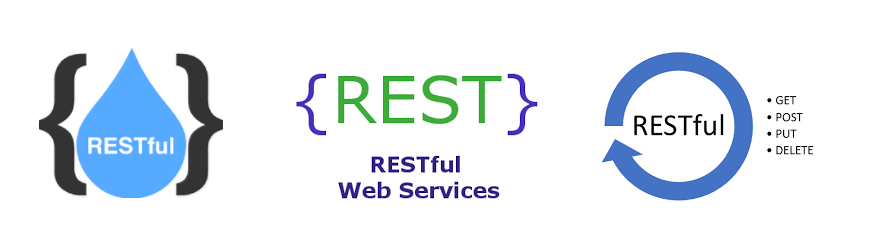 {RESTful}
{REST}
RESTful
Web Services
RESTful
• GET
• POST
• PUT
• DELETE